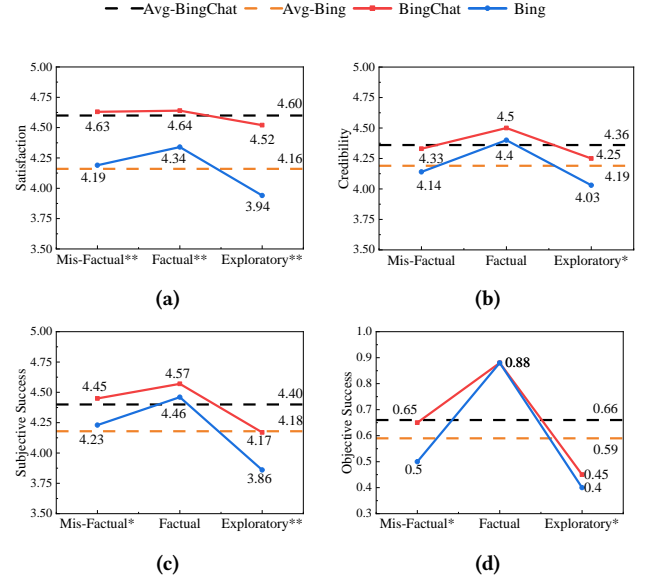 Avg-BingChat Avg-Bing BingChat Bing
5.00
4.75
4.50
4.25
4.00
3.75
3.50
Satisfaction
4.60
4.63 4.64 4.52
4.16
4.19 4.34 3.94
Mis-Factual** Factual** Exploratory**
(a)
5.00
4.75
4.50
4.25
4.00
3.75
3.50
Credibility
4.5
4.36
4.33 4.4 4.25
4.19
4.14 4.03
Mis-Factual Factual Exploratory*
(b)
5.00
4.75
4.50
4.25
4.00
3.75
3.50
Subjective Success
4.45 4.57 4.40
4.17 4.18
4.23 4.46 3.86
Mis-Factual* Factual Exploratory**
(c)
1.0
0.9
0.8
0.7
0.6
0.5
0.4
0.3
Objective Success
0.88
0.65 0.66
0.59
0.5 0.45
0.4
Mis-Factual* Factual Exploratory*
(d)